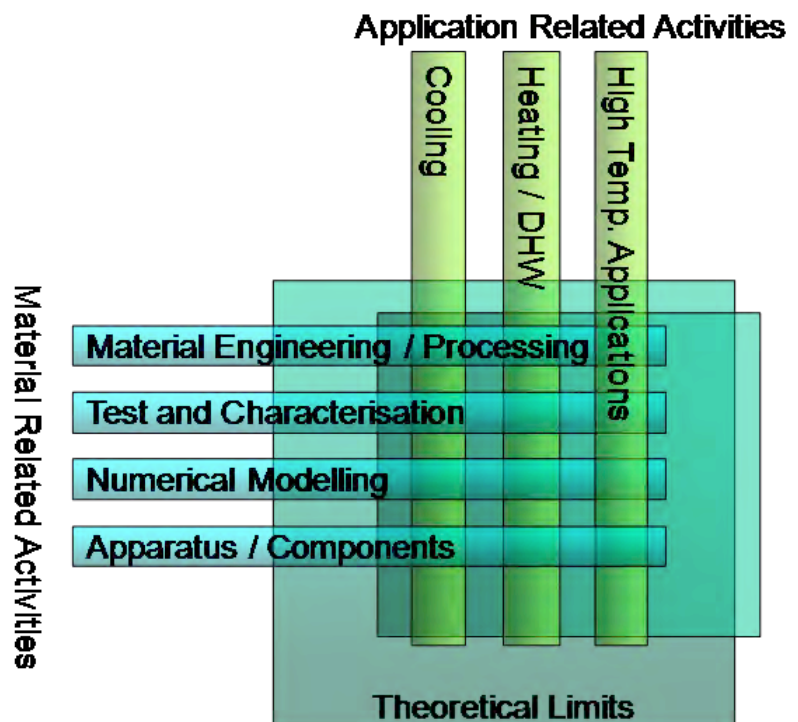 Application Related Activities
Cooling
Heating / DHW
High Temp. Applications
Material Related Activities
Material Engineering / Processing
Test and Characterisation
Numerical Modelling
Apparatus / Components
Theoretical Limits